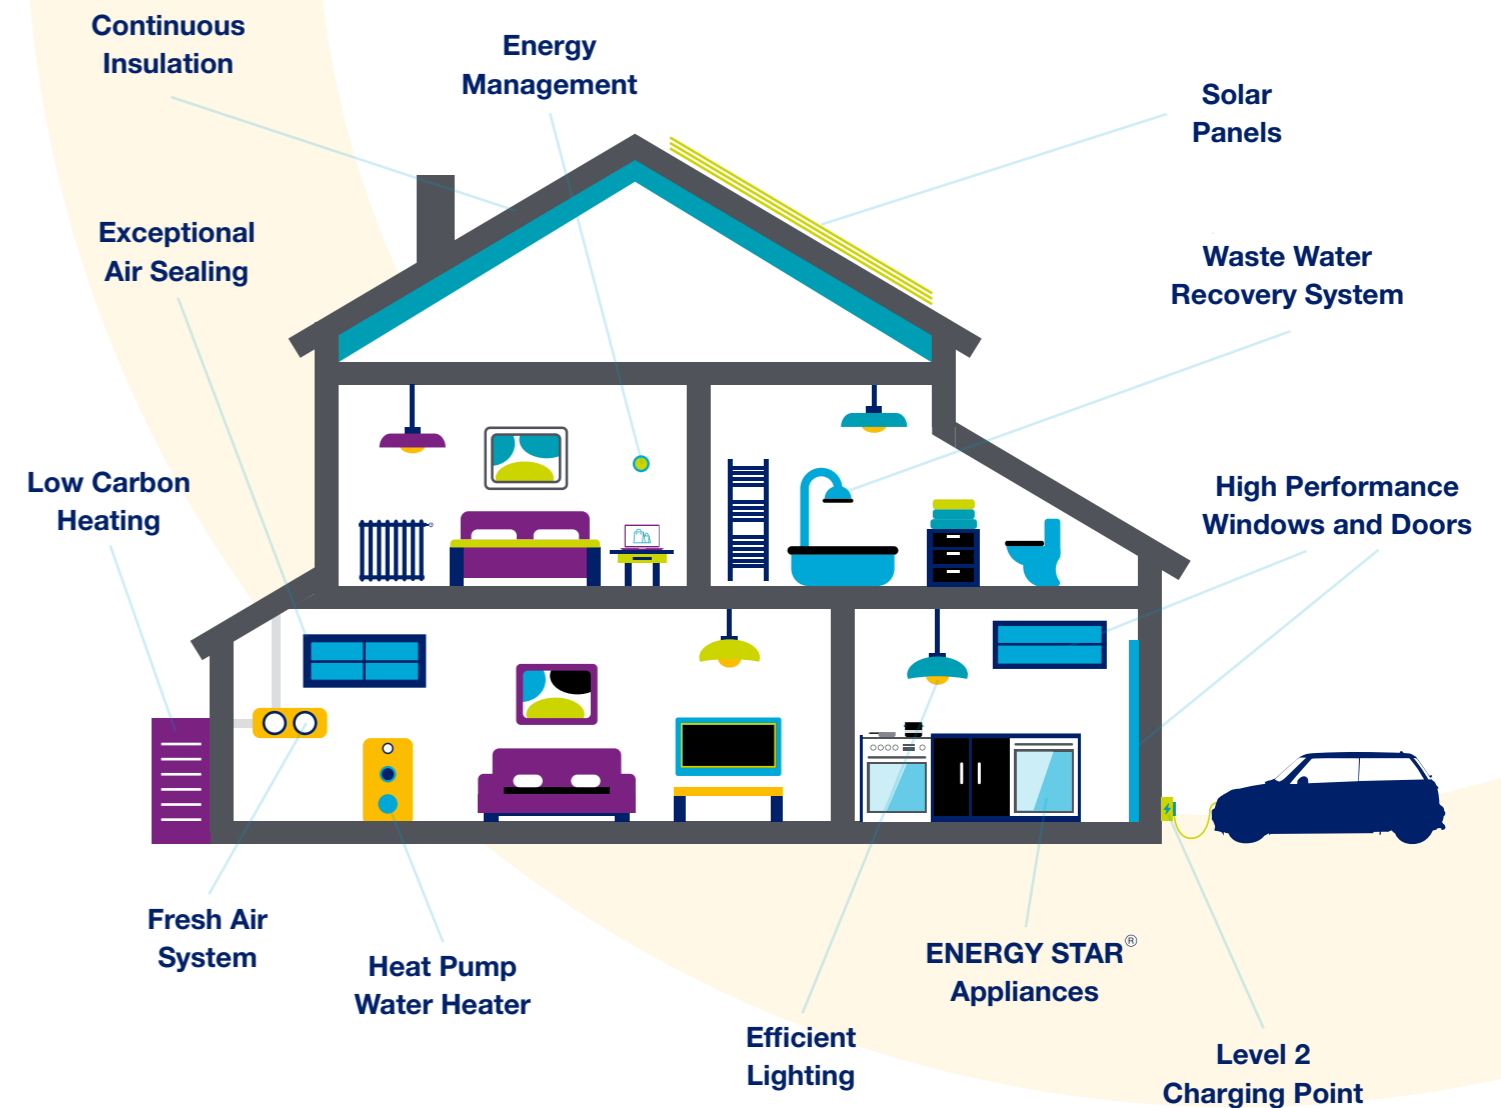 Continuous
Insulation
Energy
Management
Solar
Panels
Exceptional
Air Sealing
Waste Water
Recovery System
Low Carbon
Heating
High Performance
Windows and Doors
Fresh Air
System
Heat Pump
Water Heater
ENERGY STAR®
Appliances
Efficient
Lighting
Level 2
Charging Point